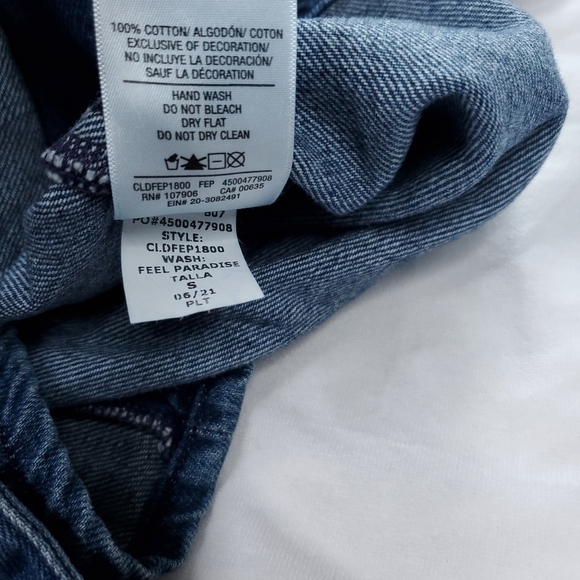 100% COTTON/ ALGODÓN/ COTON
EXCLUSIVE OF DECORATION/
NO INCLUYE LA DECORACIÓN/
SAUF LA DÉCORATION
HAND WASH
DO NOT BLEACH
DRY FLAT
DO NOT DRY CLEAN
CLDFEP1800 FEP 4500477908
RN# 107906 CA# 00635
EIN# 20-3082491
607
PO#4500477908
STYLE:
CLDFEP1800
WASH:
FEEL PARADISE
TALLA
S
06/21
PLT